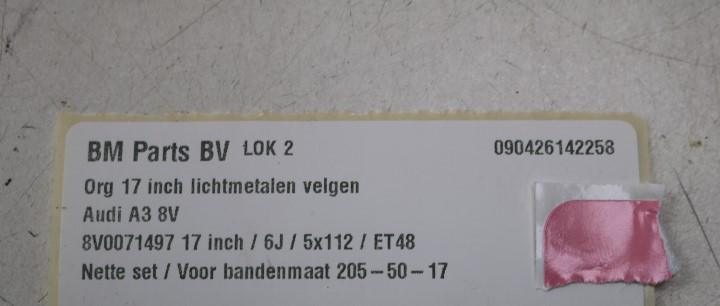 BM Parts BV LOK 2 090426142258
Org 17 inch lichtmetalen velgen
Audi A3 8V
8V0071497 17 inch / 6J / 5x112 / ET48
Nette set / Voor bandenmaat 205-50-17